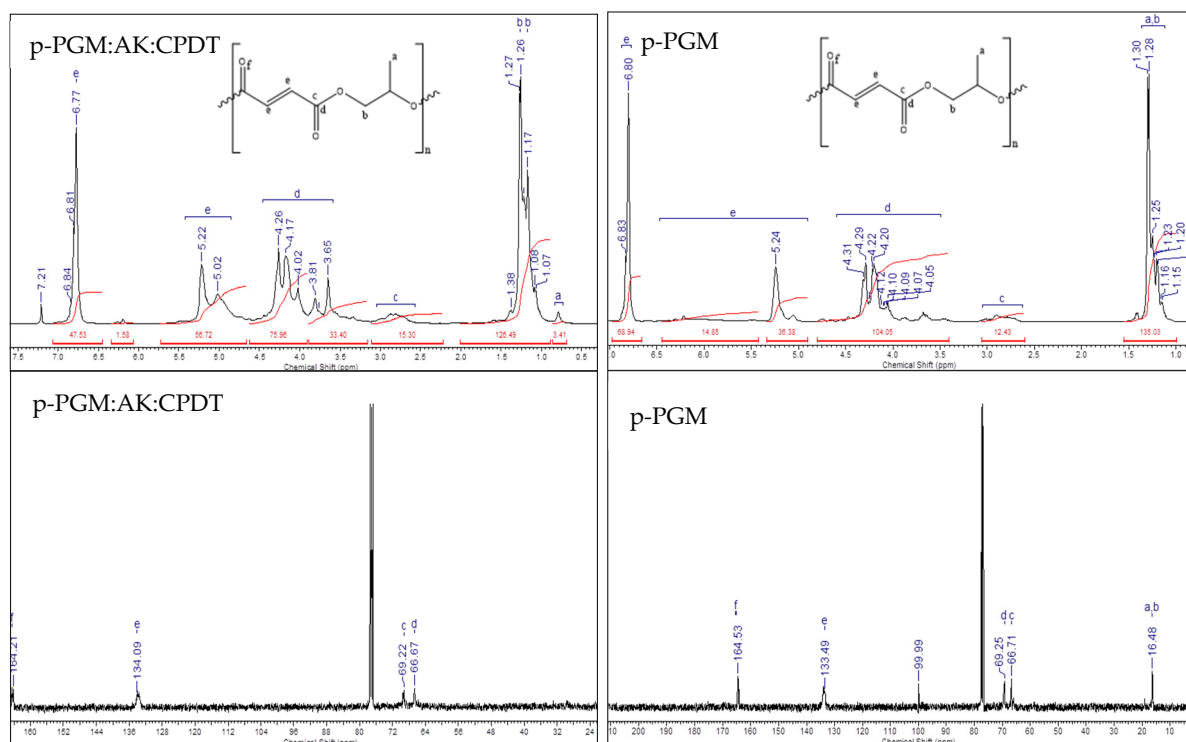 p-PGM:AK:CPDT
7.21
6.84
6.81
6.77 e
e
5.22
5.02
d
4.26
4.17
4.02
3.81
3.65
c
1.38
1.27
1.26 b
b
1.17
1.08
1.07
a
O
f
e
e
c
d
O
O
b
a
O
n
47.53 1.58 56.72 75.96 33.40 15.30 126.49 3.41
7.5 7.0 6.5 6.0 5.5 5.0 4.5 4.0 3.5 3.0 2.5 2.0 1.5 1.0 0.5
Chemical Shift (ppm)
p-PGM
6.83
6.80 e
e
5.24
d
4.31
4.29
4.22
4.20
4.12
4.10
4.09
4.07
4.05
c
a,b
1.30
1.28
1.25
1.23
1.20
1.16
1.15
O
f
e
e
c
d
O
O
b
a
O
n
68.94 14.85 36.38 104.05 12.43 135.03
6.5 6.0 5.5 5.0 4.5 4.0 3.5 3.0 2.5 2.0 1.5 1.0
Chemical Shift (ppm)
p-PGM:AK:CPDT
164.21 f
134.09 e
69.22 c
66.67 d
160 152 144 136 128 120 112 104 96 88 80 72 64 56 48 40 32 24
Chemical Shift (ppm)
p-PGM
f
164.53
e
133.49
99.99
d
69.25
c
66.71
a,b
16.48
200 190 180 170 160 150 140 130 120 110 100 90 80 70 60 50 40 30 20 10 0
Chemical Shift (ppm)